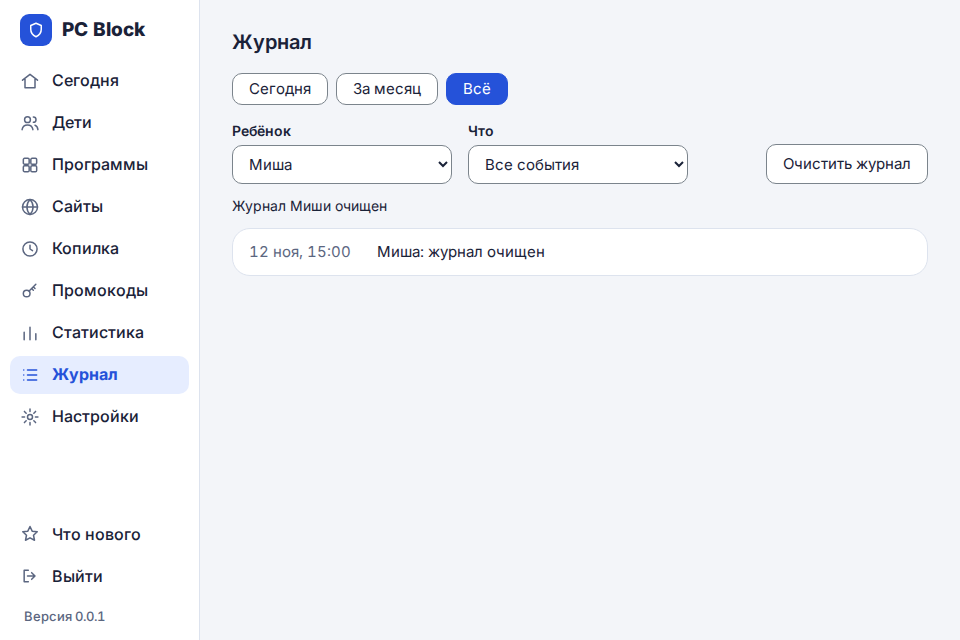 PC Block
Сегодня
Дети
Программы
Сайты
Копилка
Промокоды
Статистика
Журнал
Настройки
Что нового
Выйти
Версия 0.0.1
Журнал
Сегодня За месяц Всё
Ребёнок Что
Миша Все события Очистить журнал
Журнал Миши очищен
12 ноя, 15:00 Миша: журнал очищен